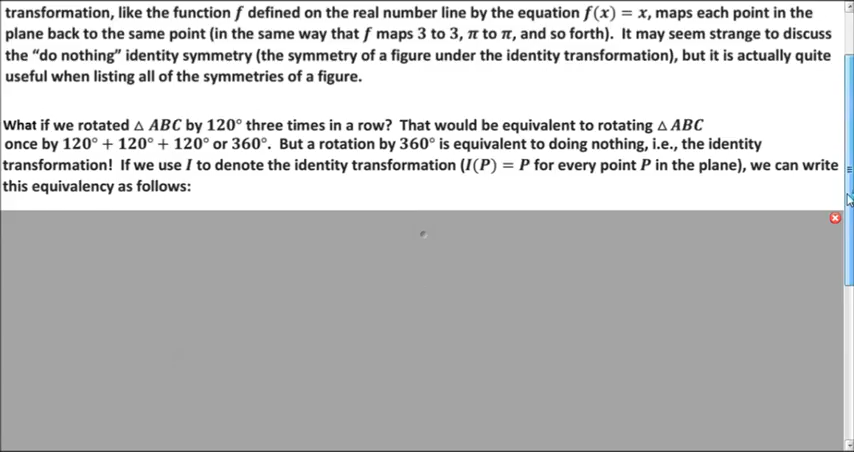 transformation, like the function f defined on the real number line by the equation f(x) = x, maps each point in the
plane back to the same point (in the same way that f maps 3 to 3, π to π, and so forth). It may seem strange to discuss
the “do nothing” identity symmetry (the symmetry of a figure under the identity transformation), but it is actually quite
useful when listing all of the symmetries of a figure.
What if we rotated △ ABC by 120° three times in a row? That would be equivalent to rotating △ ABC
once by 120° + 120° + 120° or 360°. But a rotation by 360° is equivalent to doing nothing, i.e., the identity
transformation! If we use I to denote the identity transformation (I(P) = P for every point P in the plane), we can write
this equivalency as follows: